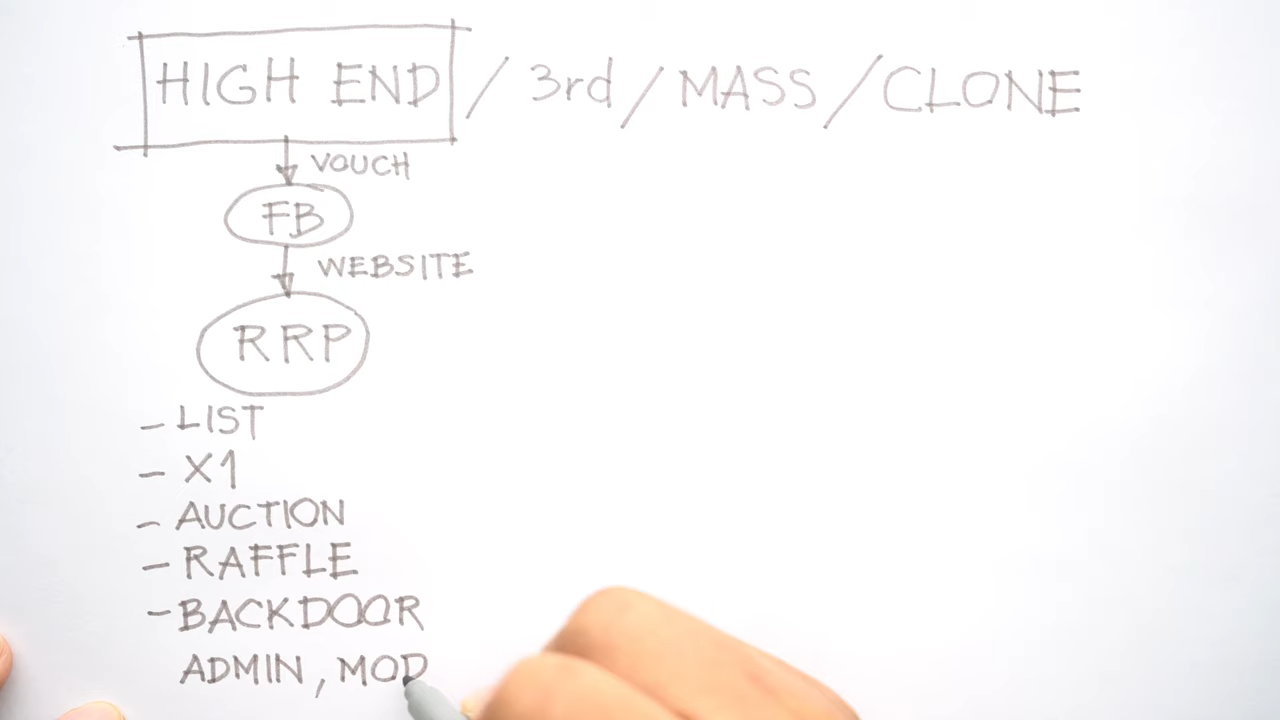 HIGH END / 3rd / MASS / CLONE
VOUCH
FB
WEBSITE
RRP
- LIST
- X1
- AUCTION
- RAFFLE
- BACKDOOR
ADMIN, MOD